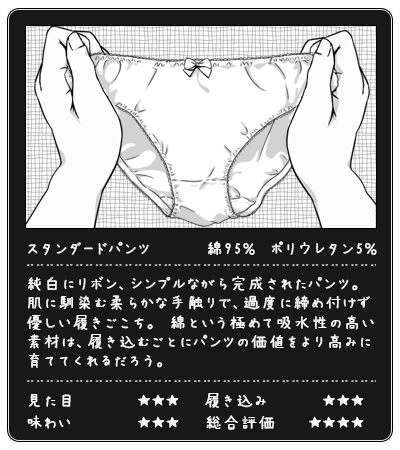 スタンダードパンツ 綿95% ポリウレタン5%
純白にリボン、シンプルながら完成されたパンツ。
肌に馴染む柔らかな手触りで、過度に締め付けず
優しい履きごこち。 綿という極めて吸水性の高い
素材は、履き込むごとにパンツの価値をより高みに
育ててくれるだろう。
見た目 ★★★ 履き込み ★★★
味わい ★★★ 総合評価 ★★★★